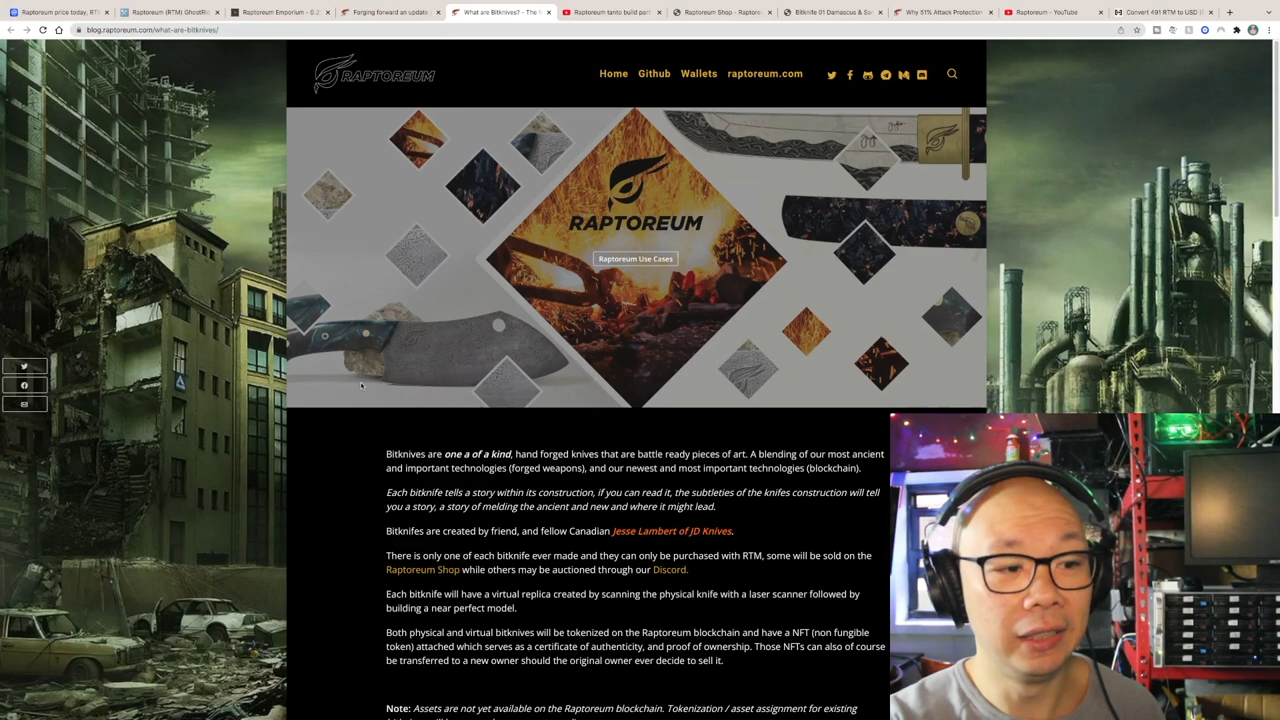 Raptoreum price today, RT
Raptoreum (RTM) GhostRi
Raptoreum Emporium - 0.2
Forging forward an update
What are Bitknives? - The
Raptoreum tanto build part
Raptoreum Shop - Raptore
Bitknife 01 Damascus & Sa
Why 51% Attack Protection
Raptoreum - YouTube
Convert 491 RTM to USD
blog.raptoreum.com/what-are-bitknives/
RAPTOREUM
Home Github Wallets raptoreum.com
RAPTOREUM
Raptoreum Use Cases
Bitknives are one a of a kind, hand forged knives that are battle ready pieces of art. A blending of our most ancient
and important technologies (forged weapons), and our newest and most important technologies (blockchain).
Each bitknife tells a story within its construction, if you can read it, the subtleties of the knifes construction will tell
you a story, a story of melding the ancient and new and where it might lead.
Bitknifes are created by friend, and fellow Canadian Jesse Lambert of JD Knives.
There is only one of each bitknife ever made and they can only be purchased with RTM, some will be sold on the
Raptoreum Shop while others may be auctioned through our Discord.
Each bitknife will have a virtual replica created by scanning the physical knife with a laser scanner followed by
building a near perfect model.
Both physical and virtual bitknives will be tokenized on the Raptoreum blockchain and have a NFT (non fungible
token) attached which serves as a certificate of authenticity, and proof of ownership. Those NFTs can also of course
be transferred to a new owner should the original owner ever decide to sell it.
Note: Assets are not yet available on the Raptoreum blockchain. Tokenization / asset assignment for existing